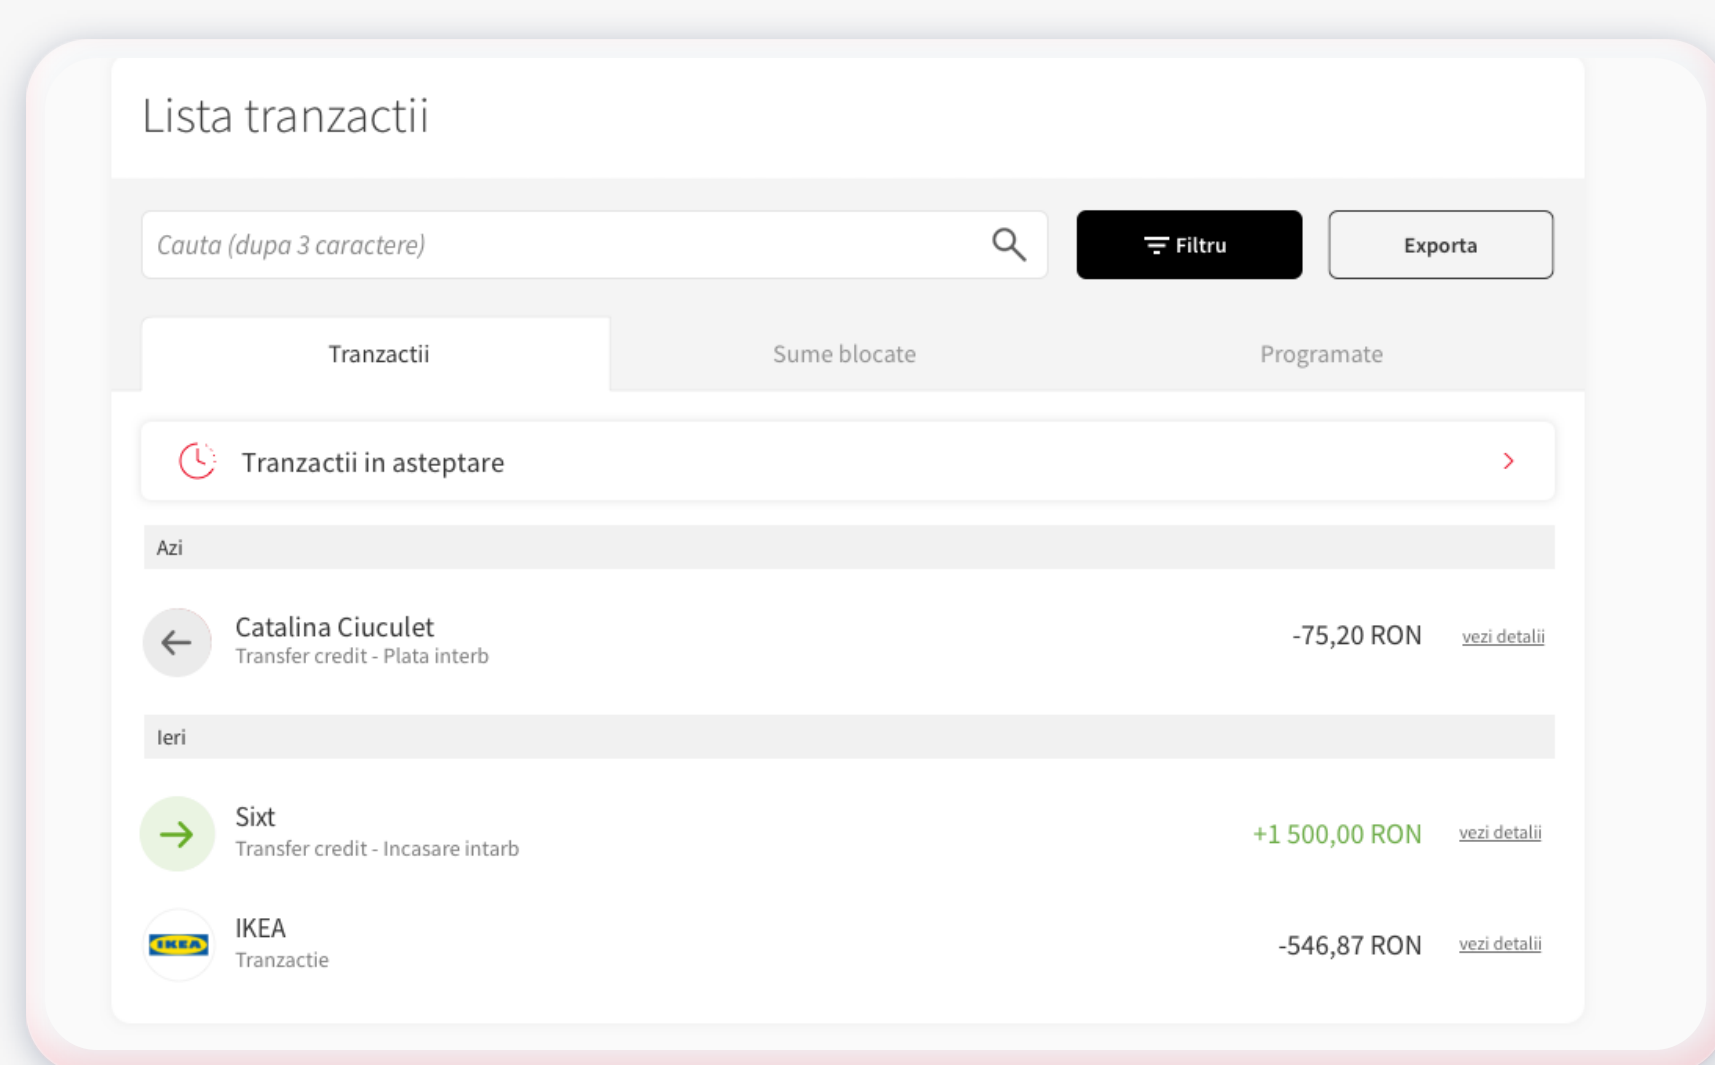 Lista tranzactii
Cauta (dupa 3 caractere)
Filtru
Exporta
Tranzactii
Sume blocate
Programate
Tranzactii in asteptare
Azi
Catalina Ciuculet
-75,20 RON
vezi detalii
Transfer credit - Plata interb
Ieri
Sixt
+1 500,00 RON
vezi detalii
Transfer credit - Incasare intarb
IKEA
IKEA
-546,87 RON
vezi detalii
Tranzactie